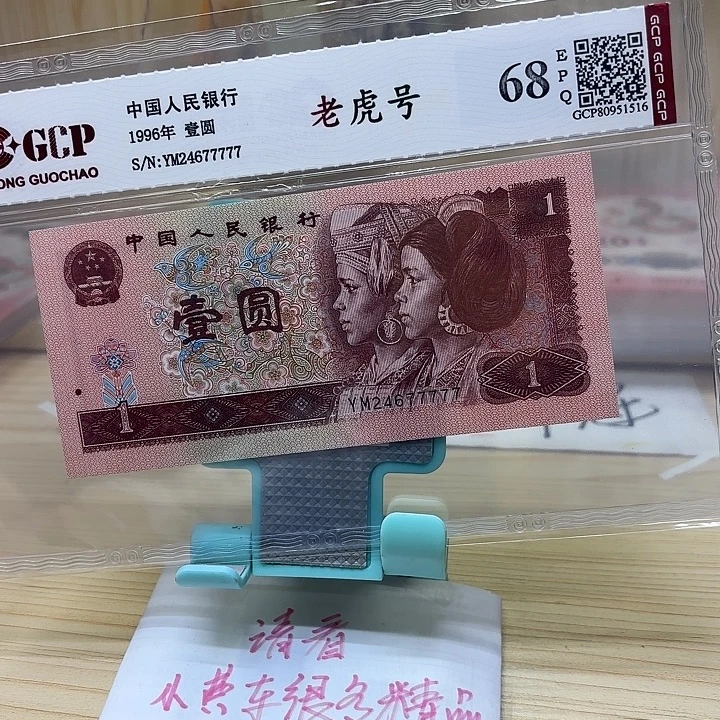 GCP
ONG GUOCHAO
中国人民银行
1996年 壹圆
S/N:YM24677777
老虎号
68
EPQ
GCP80951516
GCP GCP GCP
中国人民银行
1
壹圆
YM24677777
1
1
请看